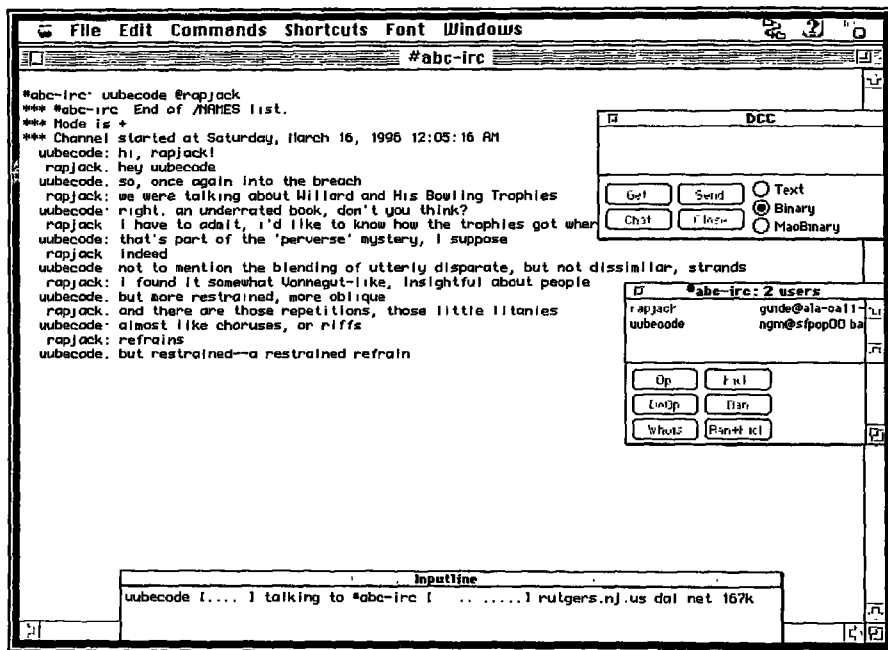 File Edit Commands Shortcuts Font Windows
#abc-irc
#abc-irc: uubecode @rapjack
*** #abc-irc End of /NAMES list.
*** Mode is +
*** Channel started at Saturday, March 16, 1996 12:05:16 AM
uubecode: hi, rapjack!
rapjack. hey uubecode
uubecode. so, once again into the breach
rapjack: we were talking about Willard and His Bowling Trophies
uubecode: right. an underrated book, don't you think?
rapjack I have to admit, i'd like to know how the trophies got wher
uubecode: that's part of the 'perverse' mystery, I suppose
rapjack indeed
uubecode not to mention the blending of utterly disparate, but not dissimilar, strands
rapjack: i found it somewhat Vonnegut-like, insightful about people
uubecode. but more restrained, more oblique
rapjack. and there are those repetitions, those little litanies
uubecode: almost like choruses, or riffs
rapjack: refrains
uubecode. but restrained--a restrained refrain
DCC
Get Send Text
Binary
Chat Close MacBinary
#abc-irc: 2 users
rapjack
uubecode ngm@sfpop00 ba
Op Kick
DeOp Ban
Whois Ban+Kick
Inputline
uubecode [.... ] talking to #abc-irc [ .. .....] rutgers.nj.us dal net 167k